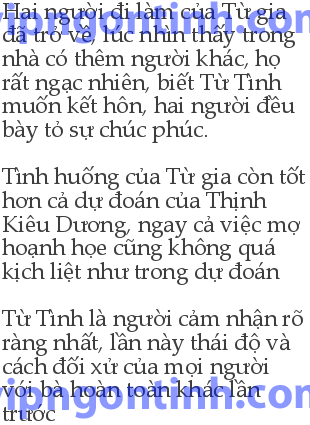 Hai người đi làm của Từ gia
đã trở về, lúc nhìn thấy trong
nhà có thêm người khác, họ
rất ngạc nhiên, biết Từ Tình
muốn kết hôn, hai người đều
bày tỏ sự chúc phúc.
Tình huống của Từ gia còn tốt
hơn cả dự đoán của Thịnh
Kiêu Dương, ngay cả việc mợ
hoạnh họe cũng không quá
kịch liệt như trong dự đoán
Từ Tình là người cảm nhận rõ
ràng nhất, lần này thái độ và
cách đối xử của mọi người
với bà hoàn toàn khác lần
trước
vipngontinh.com
vipngontinh.com